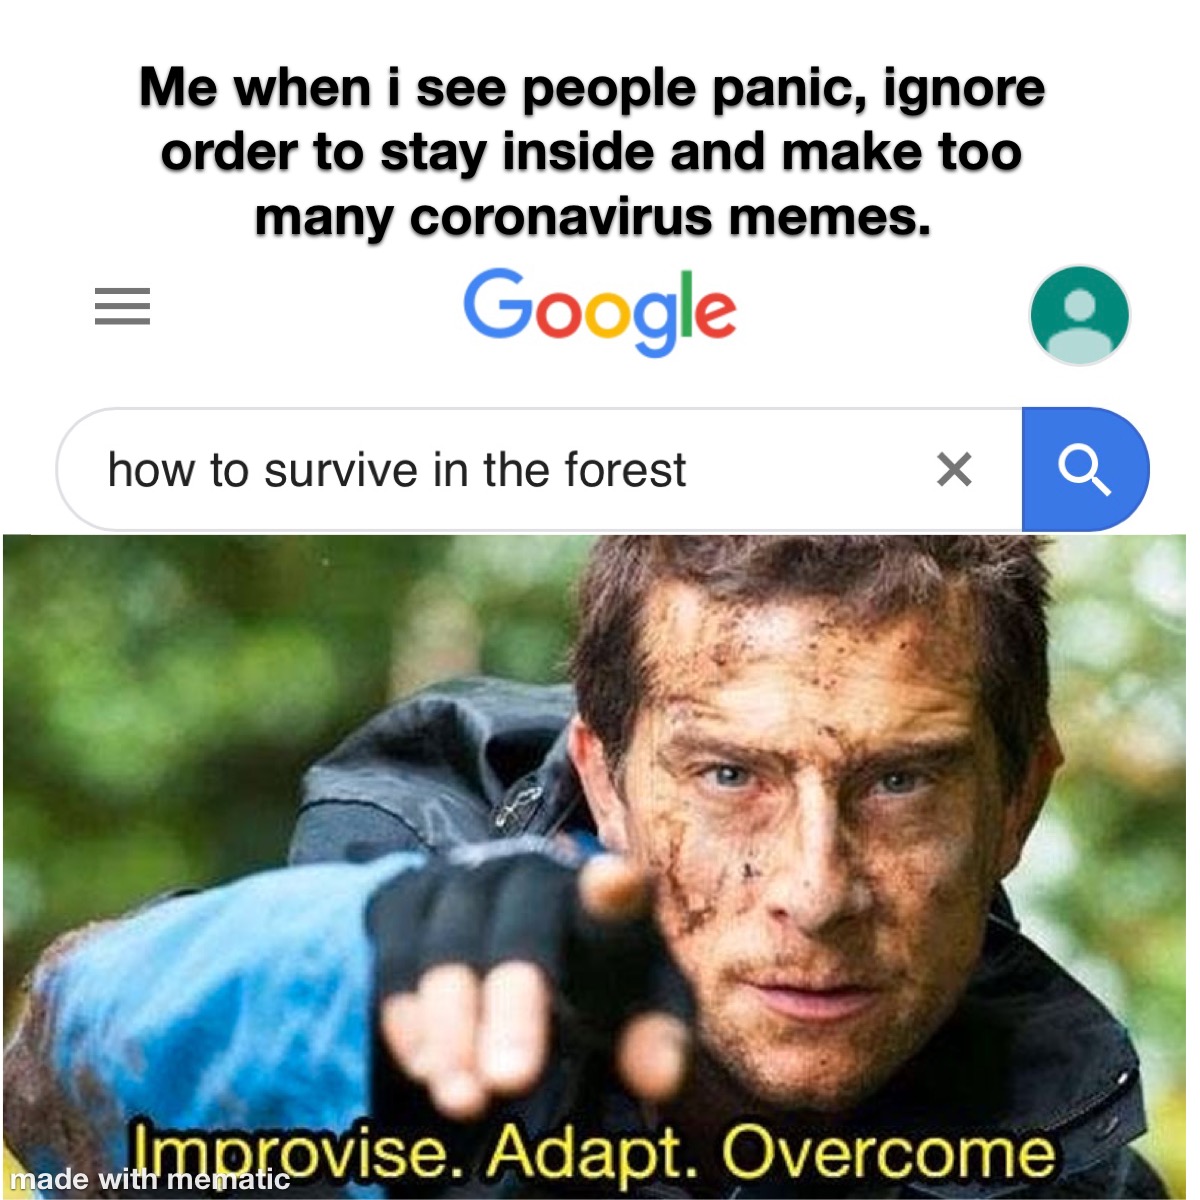 Me when i see people panic, ignore
order to stay inside and make too
many coronavirus memes.
Google
how to survive in the forest
Improvise. Adapt. Overcome
made with mematic